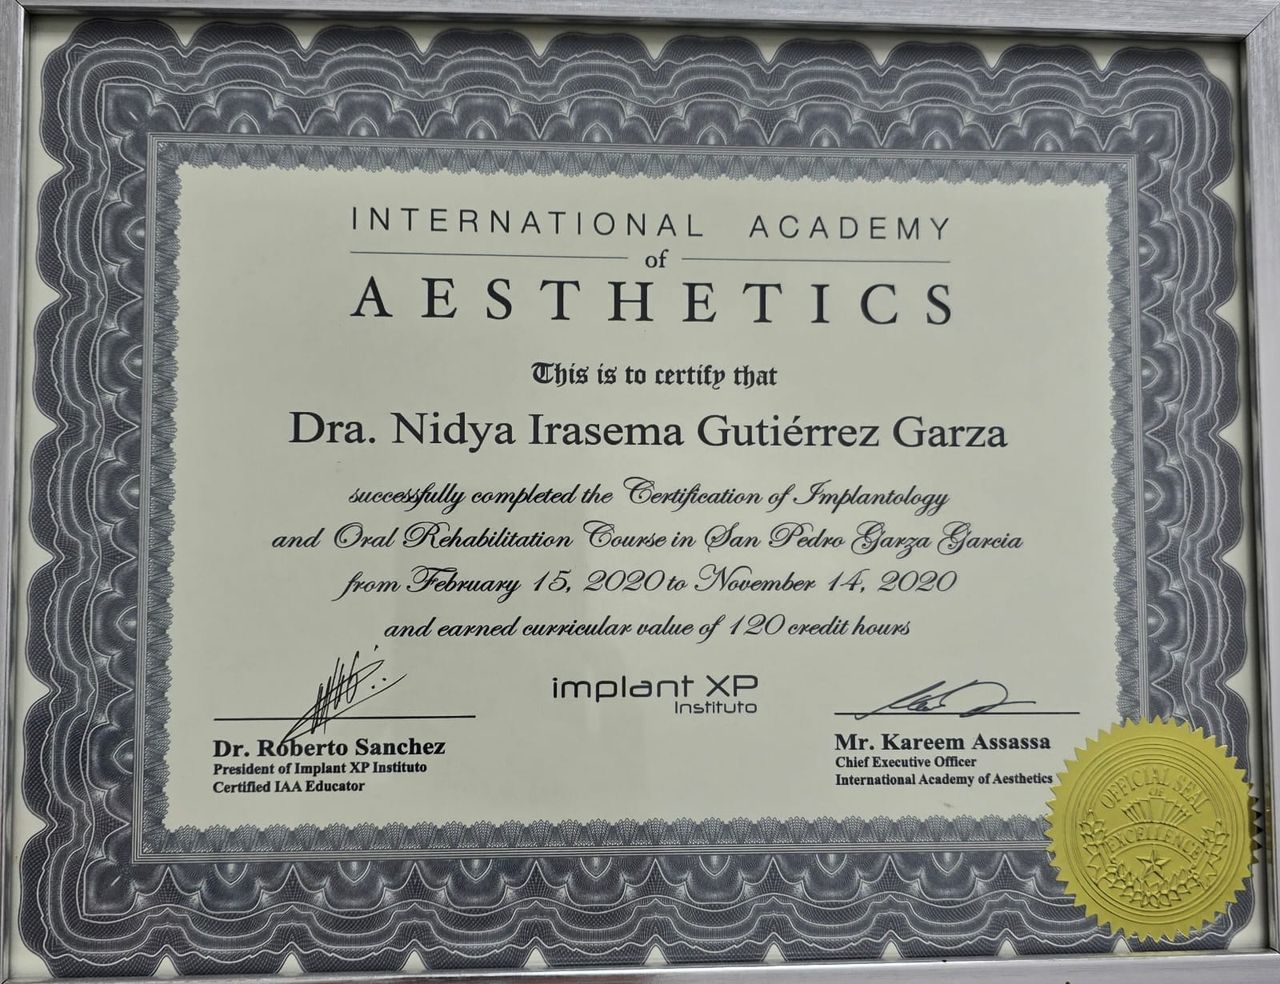 INTERNATIONAL ACADEMY
of
AESTHETICS
This is to certify that
Dra. Nidya Irasema Gutiérrez Garza
successfully completed the Certification of Implantology
and Oral Rehabilitation Course in San Pedro Garza Garcia
from February 15, 2020 to November 14, 2020
and earned curricular value of 120 credit hours
implant XP
Instituto
Dr. Roberto Sanchez
President of Implant XP Instituto
Certified IAA Educator
Mr. Kareem Assassa
Chief Executive Officer
International Academy of Aesthetics
OFFICIAL SEAL
OF
EXCELLENCE